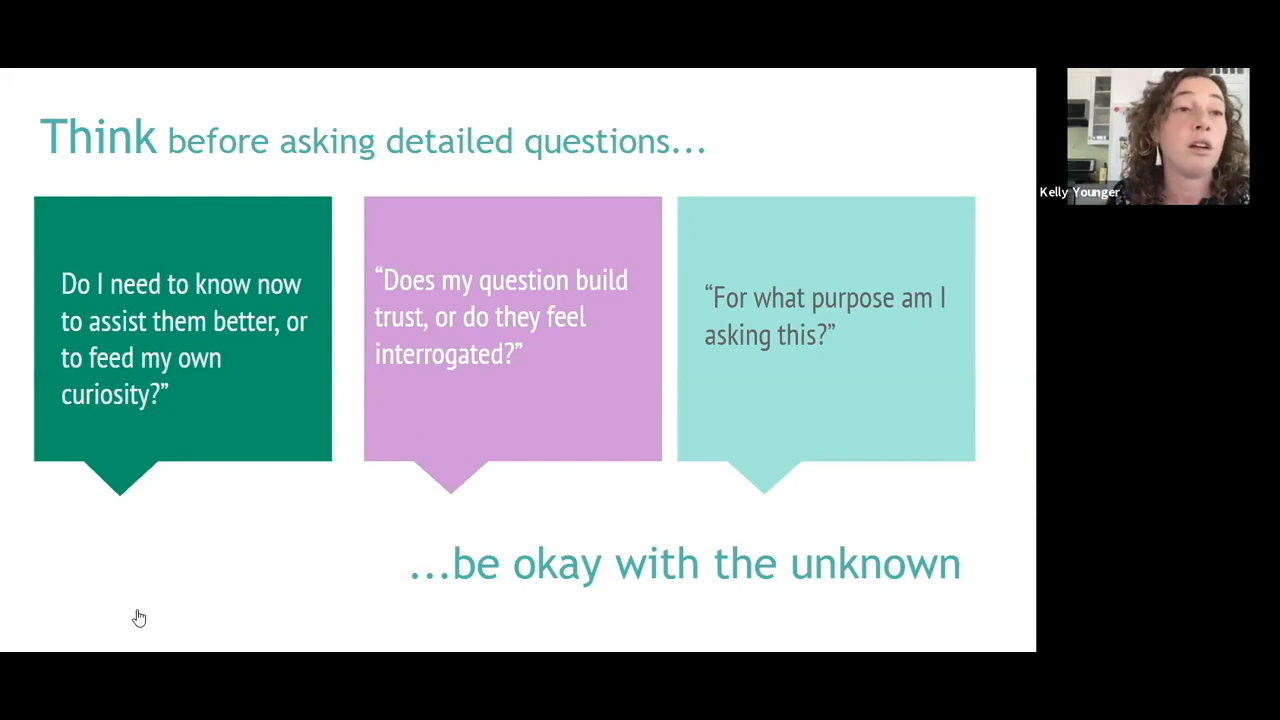 Think before asking detailed questions...
Do I need to know now
to assist them better, or
to feed my own
curiosity?”
“Does my question build
trust, or do they feel
interrogated?”
“For what purpose am I
asking this?”
...be okay with the unknown
Kelly Younger